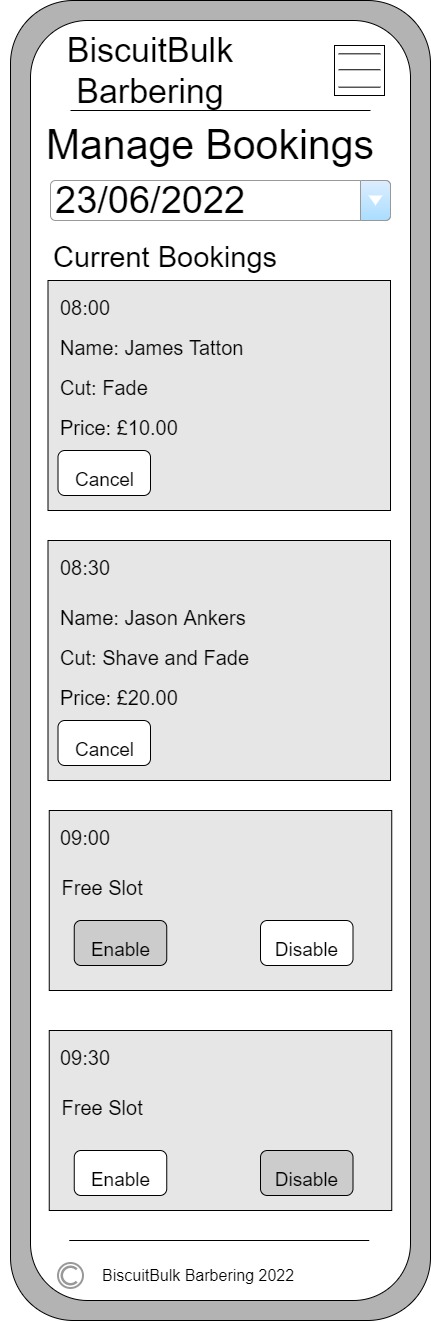 BiscuitBulk
Barbering
Manage Bookings
23/06/2022
Current Bookings
08:00
Name: James Tatton
Cut: Fade
Price: £10.00
Cancel
08:30
Name: Jason Ankers
Cut: Shave and Fade
Price: £20.00
Cancel
09:00
Free Slot
Enable Disable
09:30
Free Slot
Enable Disable
© BiscuitBulk Barbering 2022